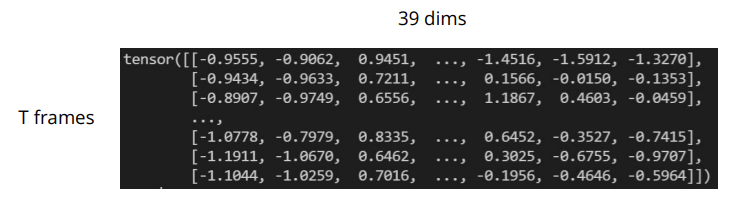 39 dims
tensor([[-0.9555, -0.9062,  0.9451,  ..., -1.4516, -1.5912, -1.3270],
[-0.9434, -0.9633,  0.7211,  ...,  0.1566, -0.0150, -0.1353],
[-0.8907, -0.9749,  0.6556,  ...,  1.1867,  0.4603, -0.0459],
T frames
...,
[-1.0778, -0.7979,  0.8335,  ...,  0.6452, -0.3527, -0.7415],
[-1.1911, -1.0670,  0.6462,  ...,  0.3025, -0.6755, -0.9707],
[-1.1044, -1.0259,  0.7016,  ..., -0.1956, -0.4646, -0.5964]])